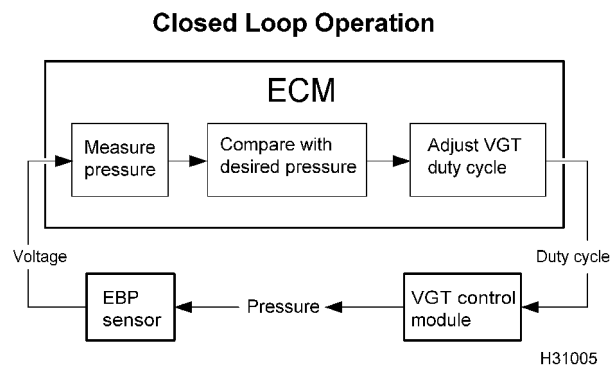 Closed Loop Operation
ECM
Measure
pressure
Compare with
desired pressure
Adjust VGT
duty cycle
Voltage
Duty cycle
EBP
sensor
Pressure
VGT control
module
H31005